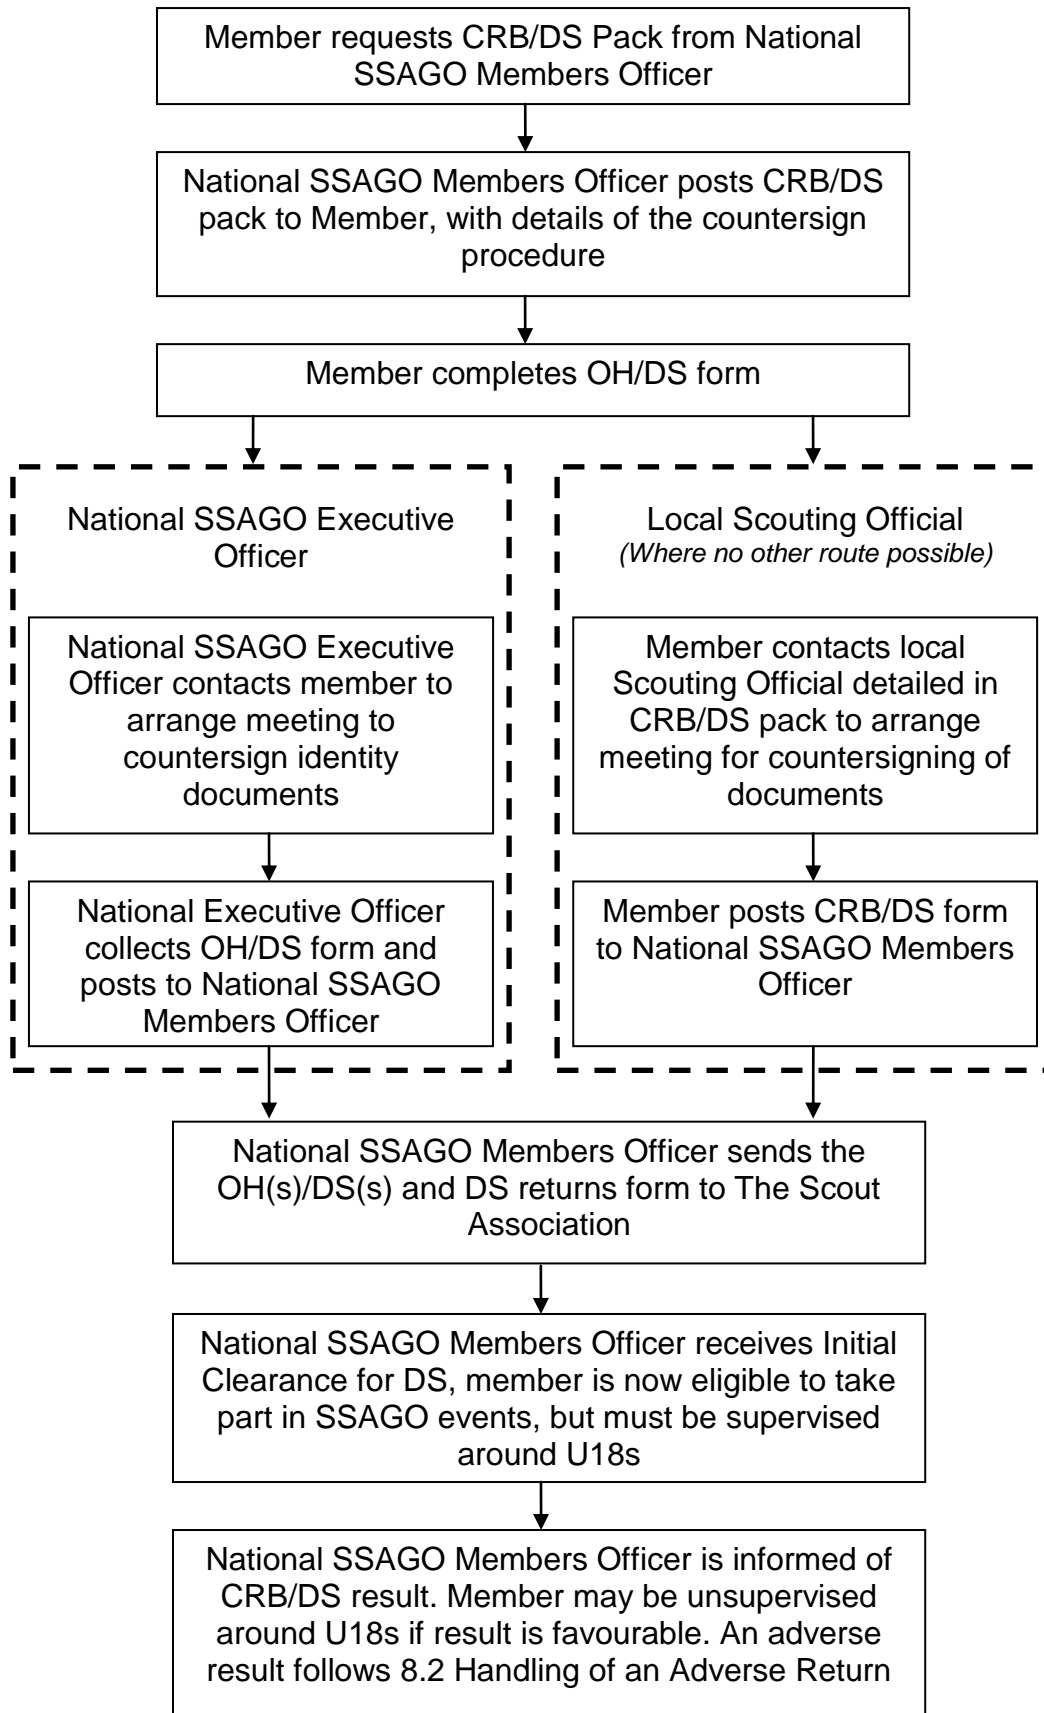 Member requests CRB/DS Pack from National
SSAGO Members Officer
National SSAGO Members Officer posts CRB/DS
pack to Member, with details of the countersign
procedure
Member completes OH/DS form
National SSAGO Executive
Officer
National SSAGO Executive
Officer contacts member to
arrange meeting to
countersign identity
documents
National Executive Officer
collects OH/DS form and
posts to National SSAGO
Members Officer
Local Scouting Official
(Where no other route possible)
Member contacts local
Scouting Official detailed in
CRB/DS pack to arrange
meeting for countersigning of
documents
Member posts CRB/DS form
to National SSAGO Members
Officer
National SSAGO Members Officer sends the
OH(s)/DS(s) and DS returns form to The Scout
Association
National SSAGO Members Officer receives Initial
Clearance for DS, member is now eligible to take
part in SSAGO events, but must be supervised
around U18s
National SSAGO Members Officer is informed of
CRB/DS result. Member may be unsupervised
around U18s if result is favourable. An adverse
result follows 8.2 Handling of an Adverse Return